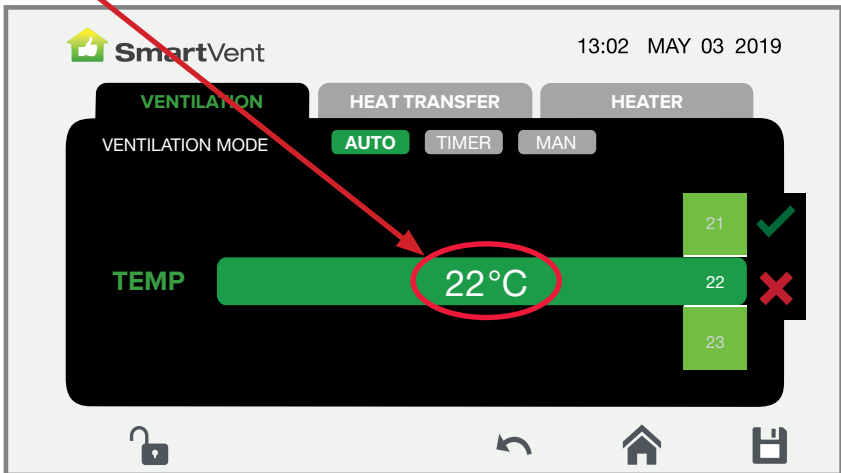 SmartVent 13:02 MAY 03 2019
VENTILATION HEAT TRANSFER HEATER
VENTILATION MODE AUTO TIMER MAN
21
TEMP 22°C 22
23